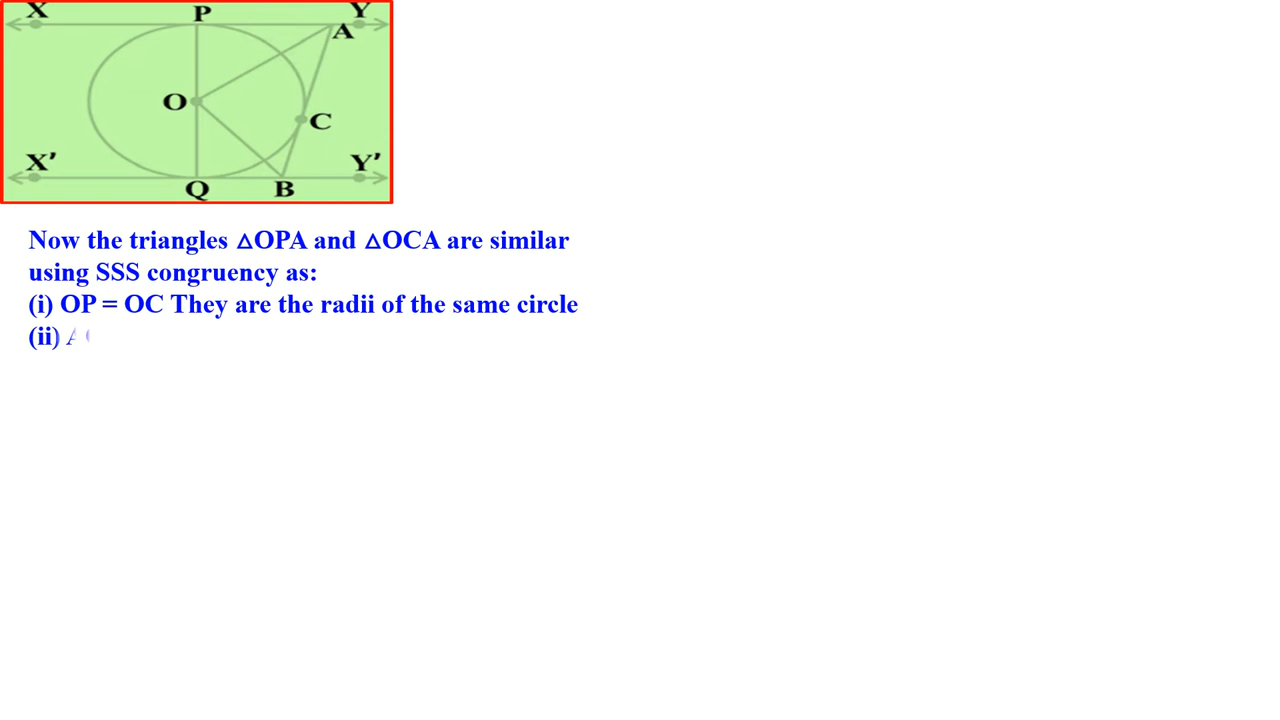 X P Y
A
O
C
X′ Y′
Q B
Now the triangles △OPA and △OCA are similar
using SSS congruency as:
(i) OP = OC They are the radii of the same circle
(ii)